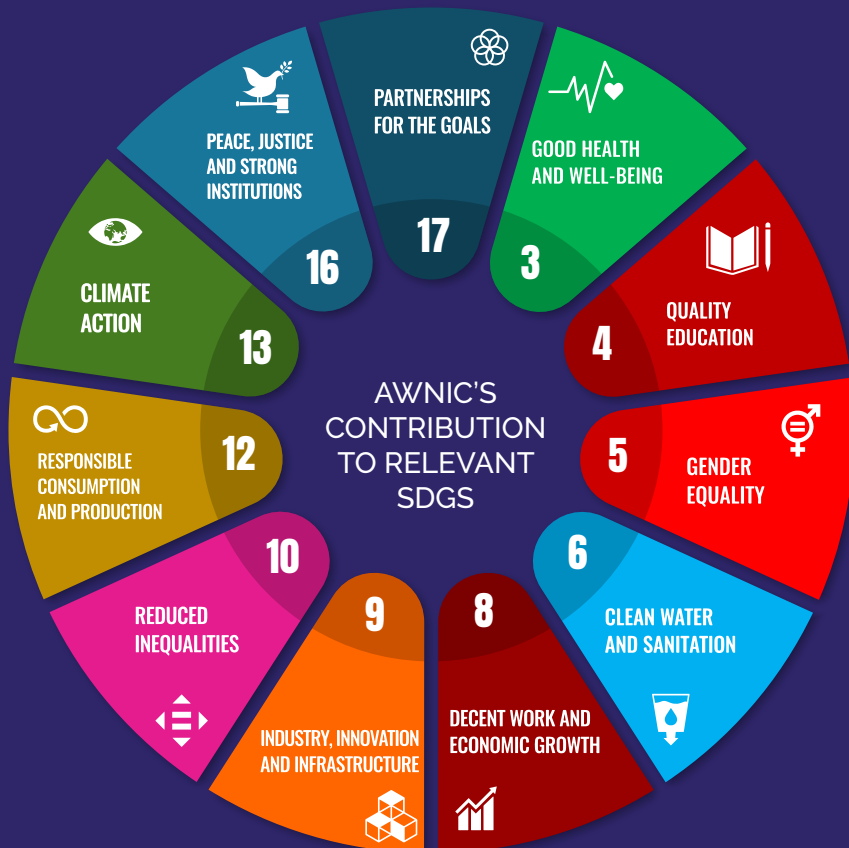 PARTNERSHIPS
FOR THE GOALS
17
GOOD HEALTH
AND WELL-BEING
3
QUALITY
EDUCATION
4
GENDER
EQUALITY
5
CLEAN WATER
AND SANITATION
6
DECENT WORK AND
ECONOMIC GROWTH
8
INDUSTRY, INNOVATION
AND INFRASTRUCTURE
9
REDUCED
INEQUALITIES
10
RESPONSIBLE
CONSUMPTION
AND PRODUCTION
12
CLIMATE
ACTION
13
PEACE, JUSTICE
AND STRONG
INSTITUTIONS
16
AWNIC'S
CONTRIBUTION
TO RELEVANT
SDGS